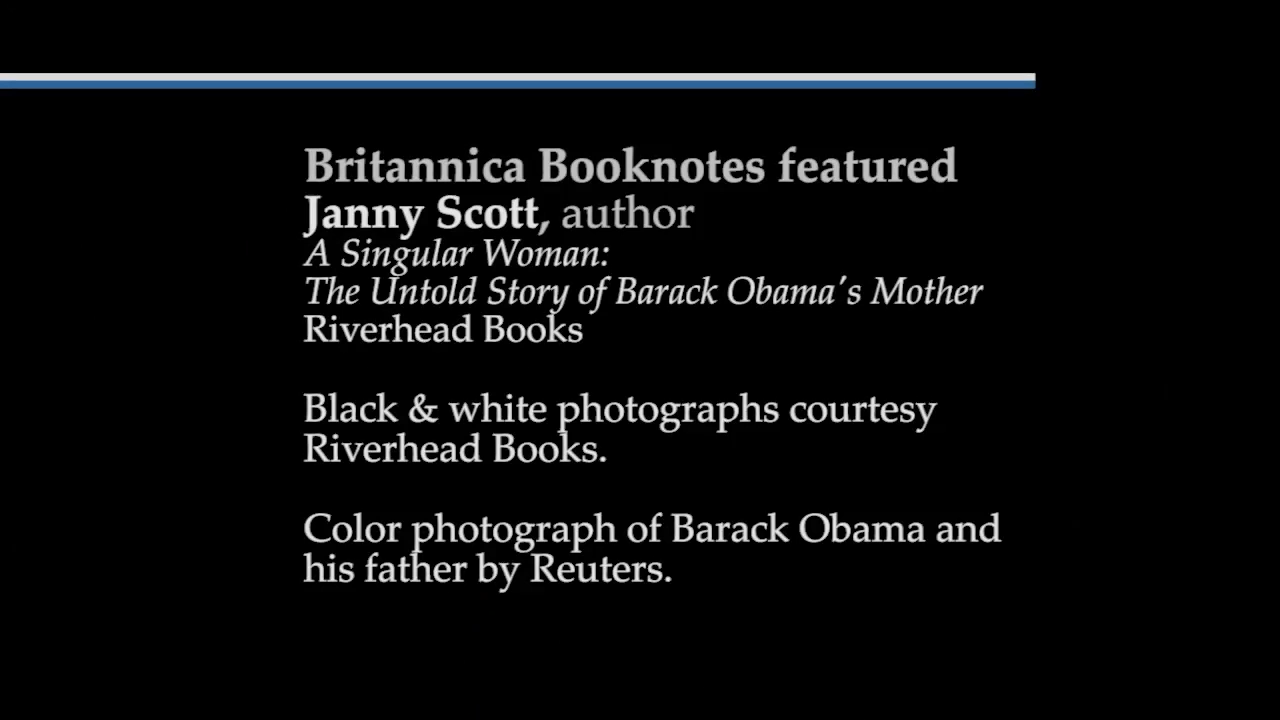 Britannica Booknotes featured
Janny Scott, author
A Singular Woman:
The Untold Story of Barack Obama's Mother
Riverhead Books
Black & white photographs courtesy
Riverhead Books.
Color photograph of Barack Obama and
his father by Reuters.